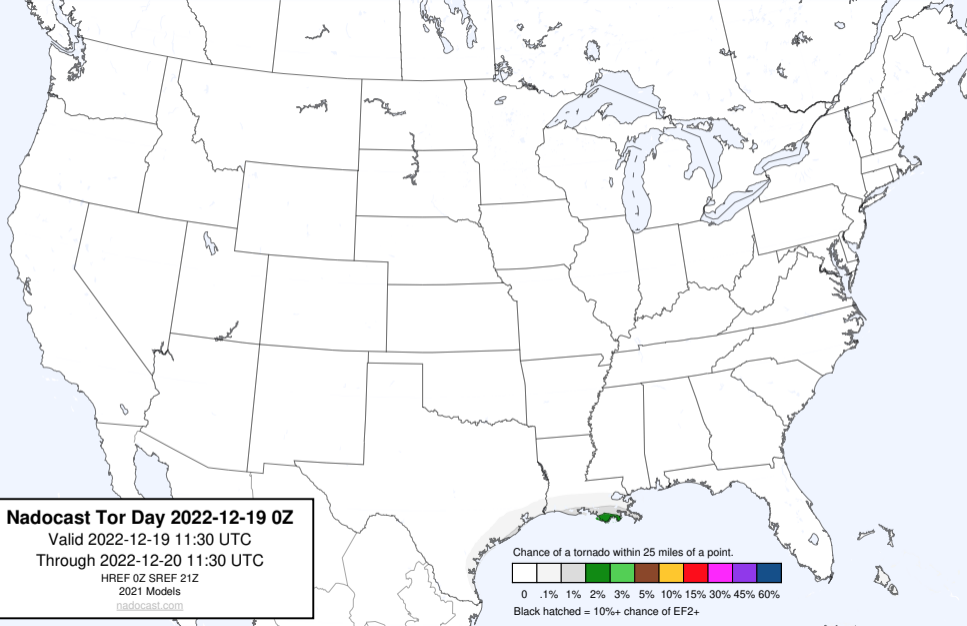 Nadocast Tor Day 2022-12-19 0Z
Valid 2022-12-19 11:30 UTC
Through 2022-12-20 11:30 UTC
HREF 0Z SREF 21Z
2021 Models
nadocast.com
Chance of a tornado within 25 miles of a point.
0 .1% 1% 2% 3% 5% 10% 15% 30% 45% 60%
Black hatched = 10%+ chance of EF2+